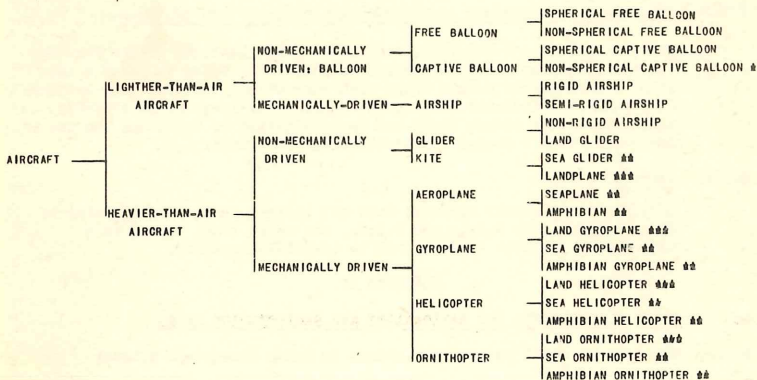 SPHERICAL FREE BALLOON
FREE BALLOON
NON-SPHERICAL FREE BALLOON
NON-MECHANICALLY
SPHERICAL CAPTIVE BALLOON
DRIVEN: BALLOON
CAPTIVE BALLOON
NON-SPHERICAL CAPTIVE BALLOON
LIGHTHER-THAN-AIR
RIGID AIRSHIP
AIRCRAFT
MECHANICALLY-DRIVEN
AIRSHIP
SEMI-RIGID AIRSHIP
NON-RIGID AIRSHIP
NON-MECHANICALLY
GLIDER
LAND GLIDER
AIRCRAFT
DRIVEN
KITE
SEA GLIDER
LANDPLANE
AEROPLANE
SEAPLANE
HEAVIER-THAN-AIR
AMPHIBIAN
AIRCRAFT
LAND GYROPLANE
GYROPLANE
SEA GYROPLANE
MECHANICALLY DRIVEN
AMPHIBIAN GYROPLANE
LAND HELICOPTER
HELICOPTER
SEA HELICOPTER
AMPHIBIAN HELICOPTER
LAND ORNITHOPTER
ORNITHOPTER
SEA ORNITHOPTER
AMPHIBIAN ORNITHOPTER